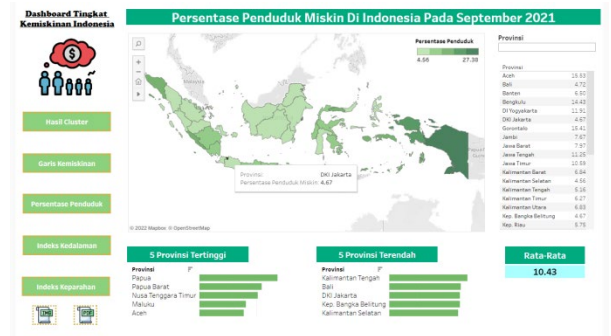 Dashboard Tingkat
Kemiskinan Indonesia
Hasil Cluster
Garis Kemiskinan
Persentase Penduduk
Indeks Kedalaman
Indeks Keparahan
Persentase Penduduk Miskin Di Indonesia Pada September 2021
Malaysia
Persentase Penduduk
4.56 27.38
Provinsi: DKI Jakarta
Persentase Penduduk Miskin: 4.67
© 2022 Mapbox © OpenStreetMap
Provinsi
Provinsi
Aceh 15.53
Bali 4.72
Banten 6.50
Bengkulu 14.43
DI Yogyakarta 11.91
DKI Jakarta 4.67
Gorontalo 15.41
Jambi 7.67
Jawa Barat 7.97
Jawa Tengah 11.25
Jawa Timur 10.59
Kalimantan Barat 6.84
Kalimantan Selatan 4.56
Kalimantan Tengah 5.16
Kalimantan Timur 6.27
Kalimantan Utara 6.83
Kep. Bangka Belitung 4.67
Kep. Riau 5.75
5 Provinsi Tertinggi
Provinsi
Papua
Papua Barat
Nusa Tenggara Timur
Maluku
Aceh
5 Provinsi Terendah
Provinsi
Kalimantan Tengah
Bali
DKI Jakarta
Kep. Bangka Belitung
Kalimantan Selatan
Rata-Rata
10.43